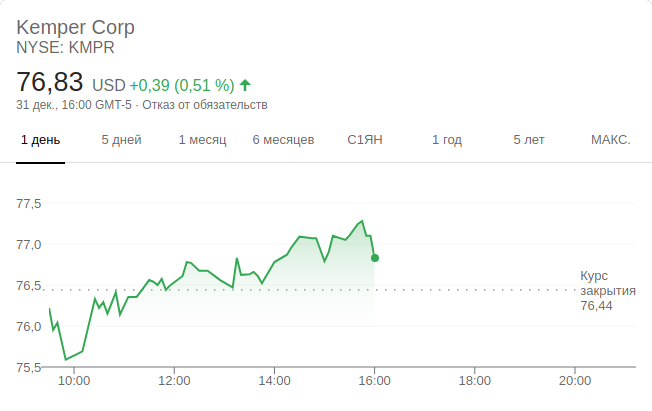 Kemper Corp
NYSE: KMPR
76,83 USD +0,39 (0,51 %)
31 дек., 16:00 GMT-5 · Отказ от обязательств
1 день 5 дней 1 месяц 6 месяцев С1ЯН 1 год 5 лет МАКС.
77,5
77,0
76,5
76,0
75,5
Курс
закрытия
76,44
10:00 12:00 14:00 16:00 18:00 20:00